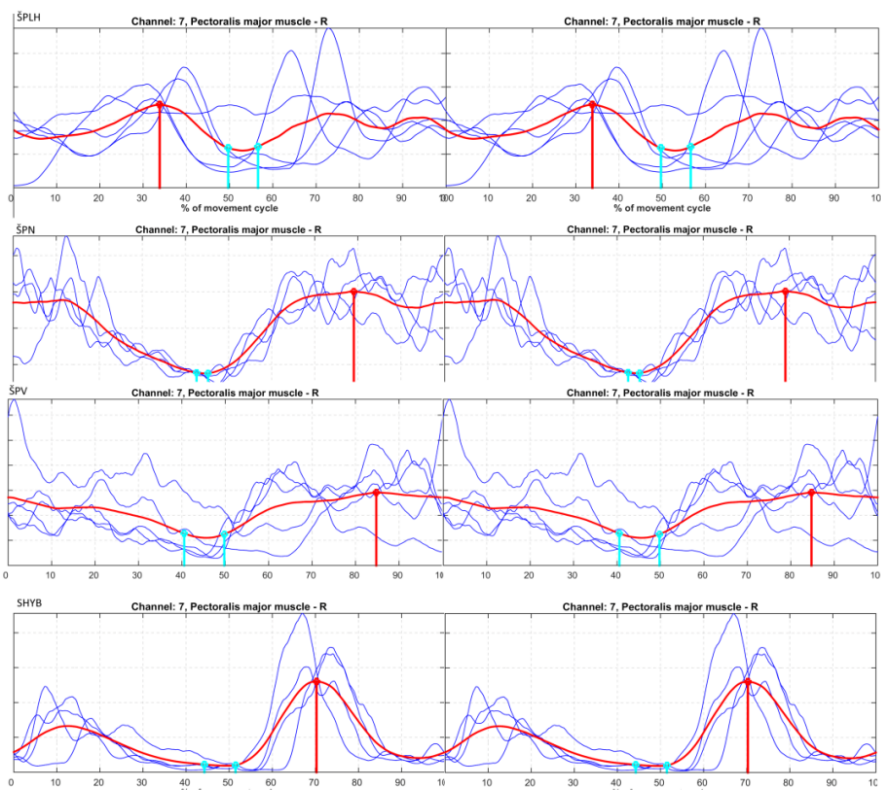 ŠPLH
Channel: 7, Pectoralis major muscle - R Channel: 7, Pectoralis major muscle - R
0 10 20 30 40 50 60 70 80 90 100 10 20 30 40 50 60 70 80 90 100
% of movement cycle % of movement cycle
ŠPN
Channel: 7, Pectoralis major muscle - R Channel: 7, Pectoralis major muscle - R
ŠPV
Channel: 7, Pectoralis major muscle - R Channel: 7, Pectoralis major muscle - R
0 10 20 30 40 50 60 70 80 90 10 10 20 30 40 50 60 70 80 90 100
SHYB
Channel: 7, Pectoralis major muscle - R Channel: 7, Pectoralis major muscle - R
0 10 20 30 40 50 60 70 80 90 100 10 20 30 40 50 60 70 80 90 100